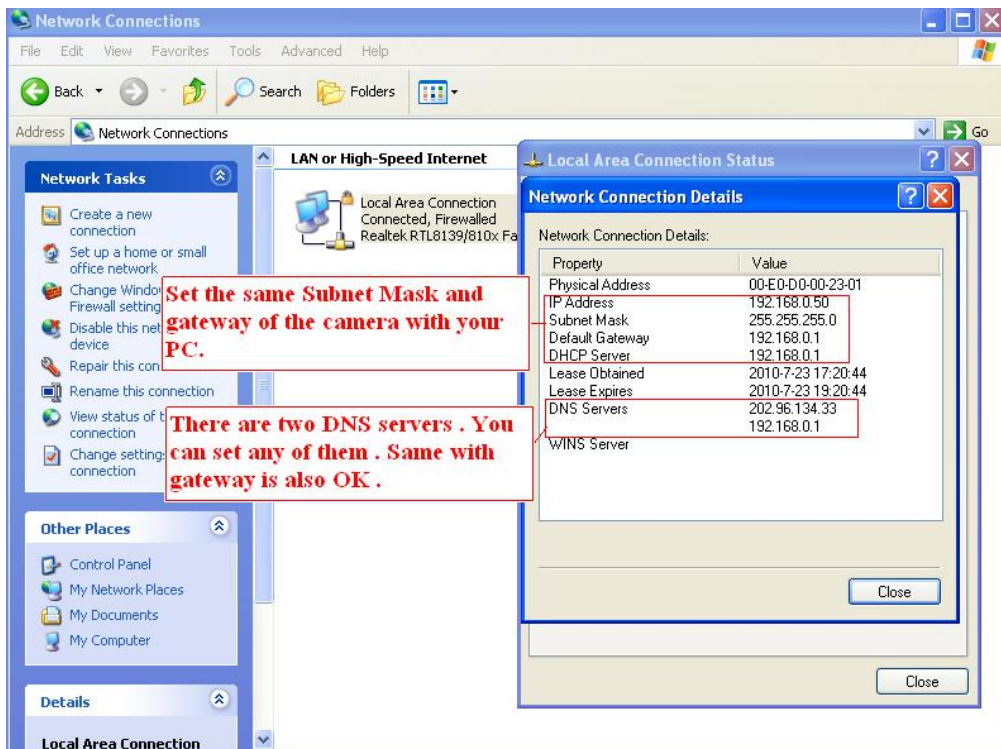 Network Connections
File Edit View Favorites Tools Advanced Help
Back Search Folders
Address Network Connections Go
Network Tasks
Create a new
connection
Set up a home or small
office network
Change Windo
Firewall setting
Disable this net
device
Repair this con
Rename this connection
View status of t
connection
Change setting
connection
Other Places
Control Panel
My Network Places
My Documents
My Computer
Details
Local Area Connection
LAN or High-Speed Internet
Local Area Connection
Connected, Firewalled
Realtek RTL8139/810x Fa
Set the same Subnet Mask and
gateway of the camera with your
PC.
There are two DNS servers . You
can set any of them . Same with
gateway is also OK .
Local Area Connection Status
Network Connection Details
Network Connection Details:
Property Value
Physical Address 00-E0-D0-00-23-01
IP Address 192.168.0.50
Subnet Mask 255.255.255.0
Default Gateway 192.168.0.1
DHCP Server 192.168.0.1
Lease Obtained 2010-7-23 17:20:44
Lease Expires 2010-7-23 19:20:44
DNS Servers 202.96.134.33
192.168.0.1
WINS Server
Close
Close